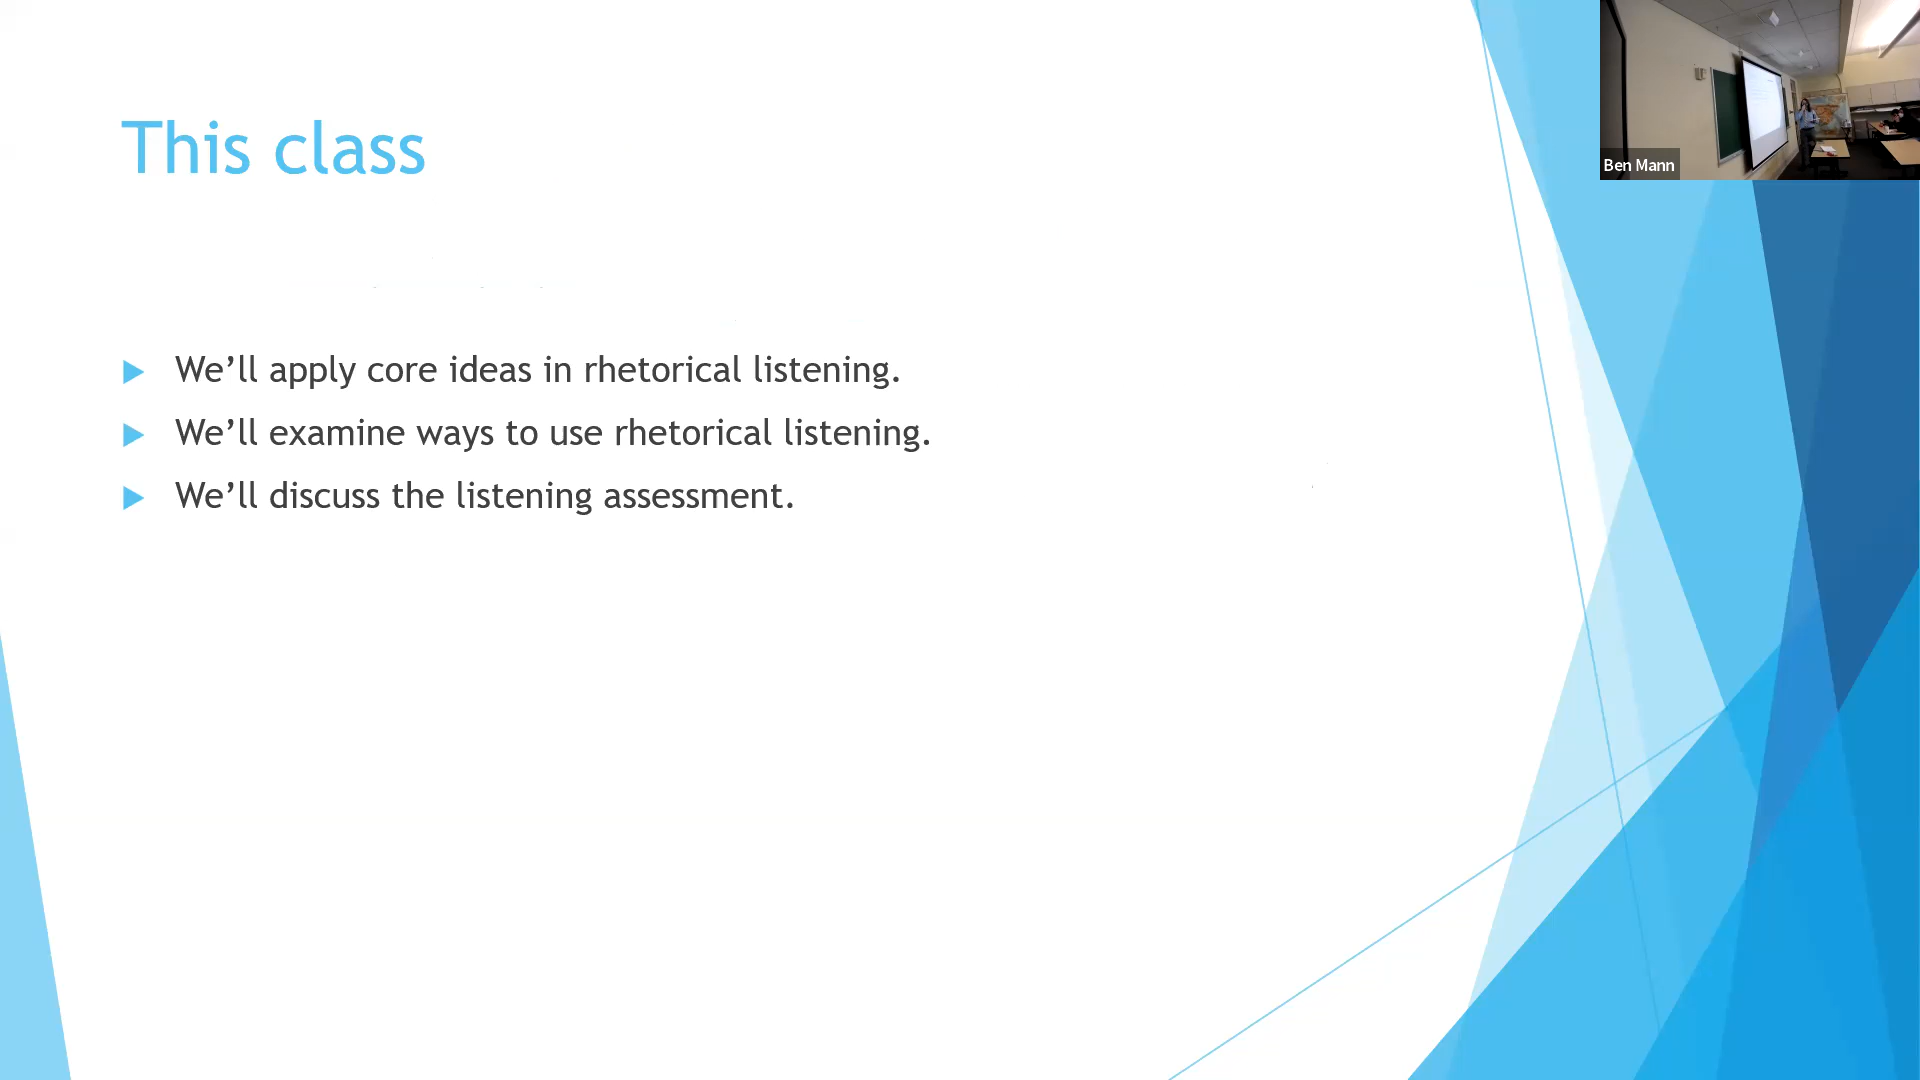 This class
We’ll apply core ideas in rhetorical listening.
We’ll examine ways to use rhetorical listening.
We’ll discuss the listening assessment.
Ben Mann